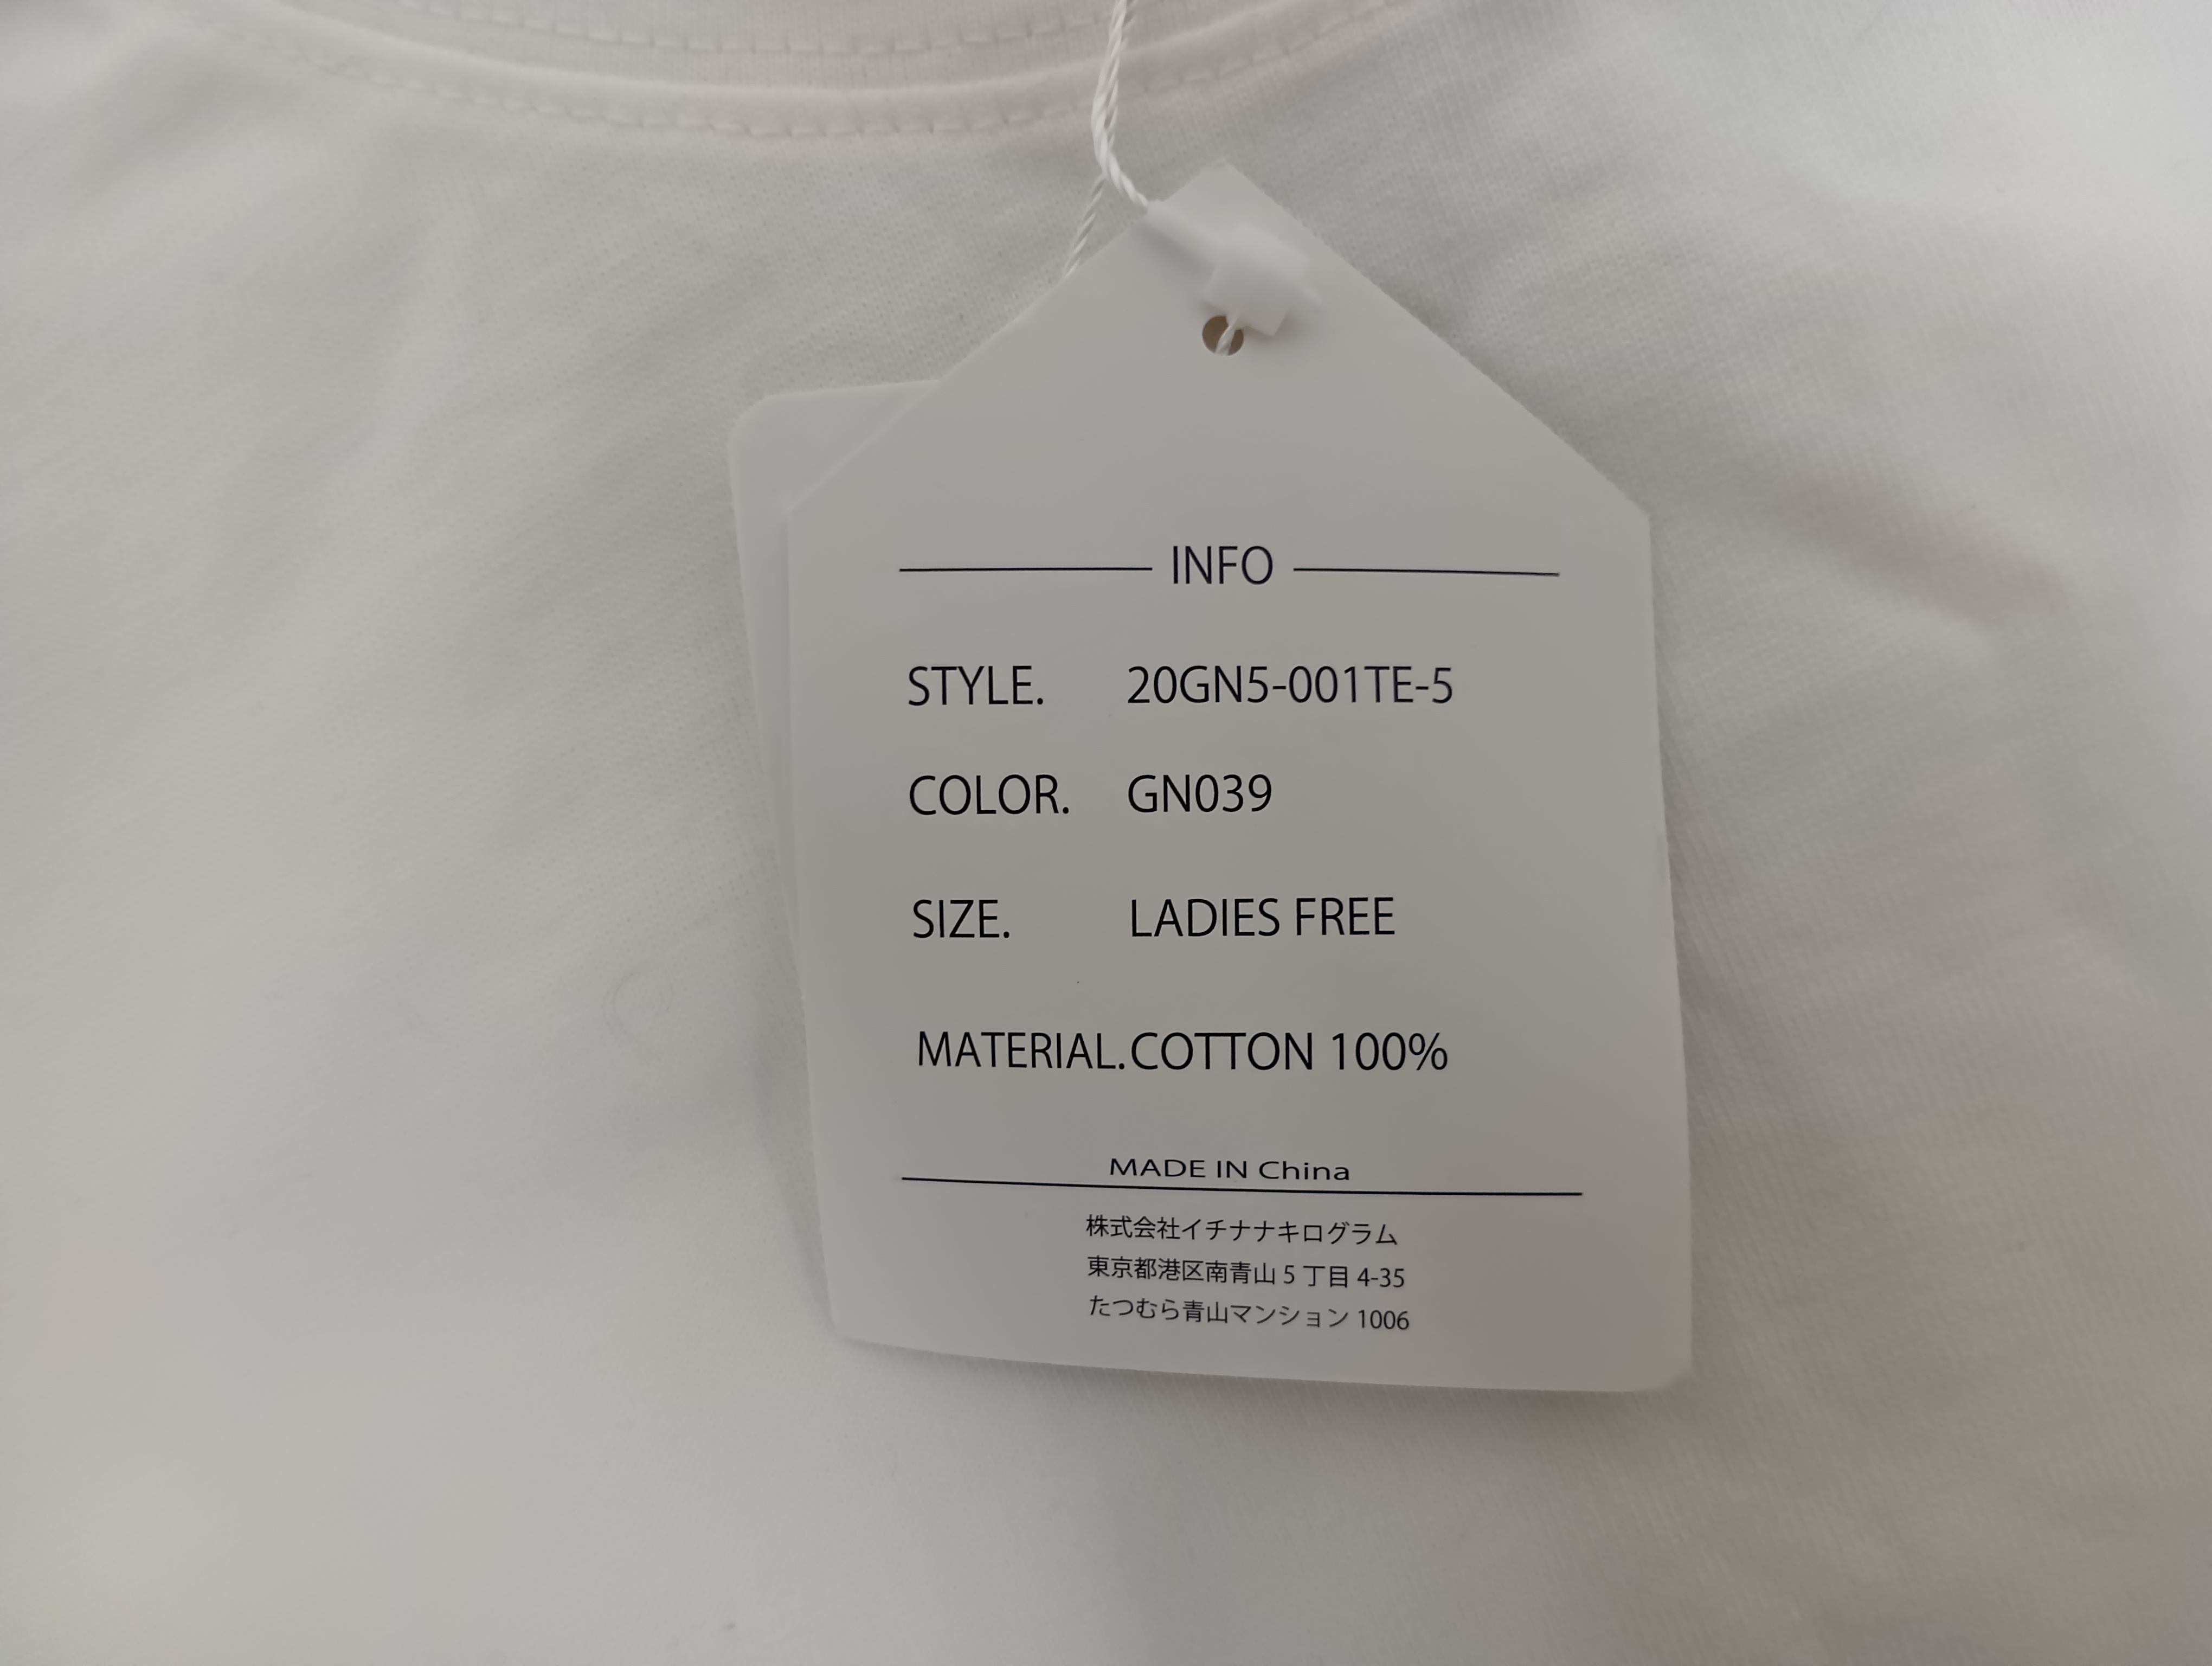 INFO
STYLE. 20GN5-001TE-5
COLOR. GN039
SIZE. LADIES FREE
MATERIAL.COTTON 100%
MADE IN China
株式会社イチナナキログラム
東京都港区南青山 5 丁目 4-35
たつむら青山マンション 1006